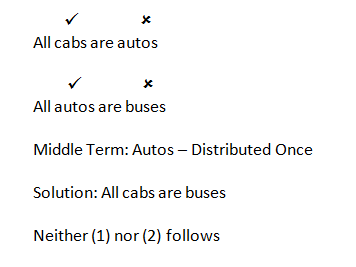 ✓ ×
All cabs are autos
✓ ×
All autos are buses
Middle Term: Autos – Distributed Once
Solution: All cabs are buses
Neither (1) nor (2) follows